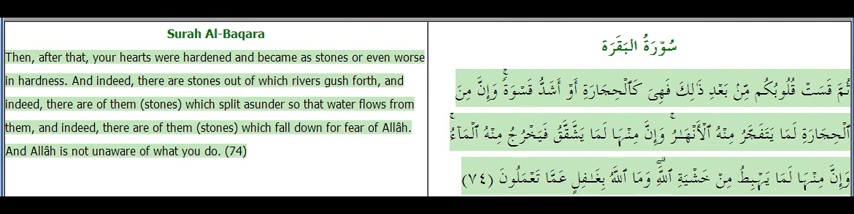 Surah Al-Baqara
Then, after that, your hearts were hardened and became as stones or even worse
in hardness. And indeed, there are stones out of which rivers gush forth, and
indeed, there are of them (stones) which split asunder so that water flows from
them, and indeed, there are of them (stones) which fall down for fear of Allâh.
And Allâh is not unaware of what you do. (74)
سُوۡرَةُ البَقَرَة
ثُمَّ قَسَتۡ قُلُوبُكُم مِّنۢ بَعۡدِ ذَٲلِكَ فَهِىَ كَٱلۡحِجَارَةِ أَوۡ أَشَدُّ قَسۡوَةً‌ۚ وَإِنَّ مِنَ
ٱلۡحِجَارَةِ لَمَا يَتَفَجَّرُ مِنۡهُ ٱلۡأَنۡهَـٰرُ‌ۚ وَإِنَّ مِنۡہَا لَمَا يَشَّقَّقُ فَيَخۡرُجُ مِنۡهُ ٱلۡمَآءُ‌ۚ
وَإِنَّ مِنۡہَا لَمَا يَہۡبِطُ مِنۡ خَشۡيَةِ ٱللَّهِ‌ۗ وَمَا ٱللَّهُ بِغَـٰفِلٍ عَمَّا تَعۡمَلُونَ (٧٤)